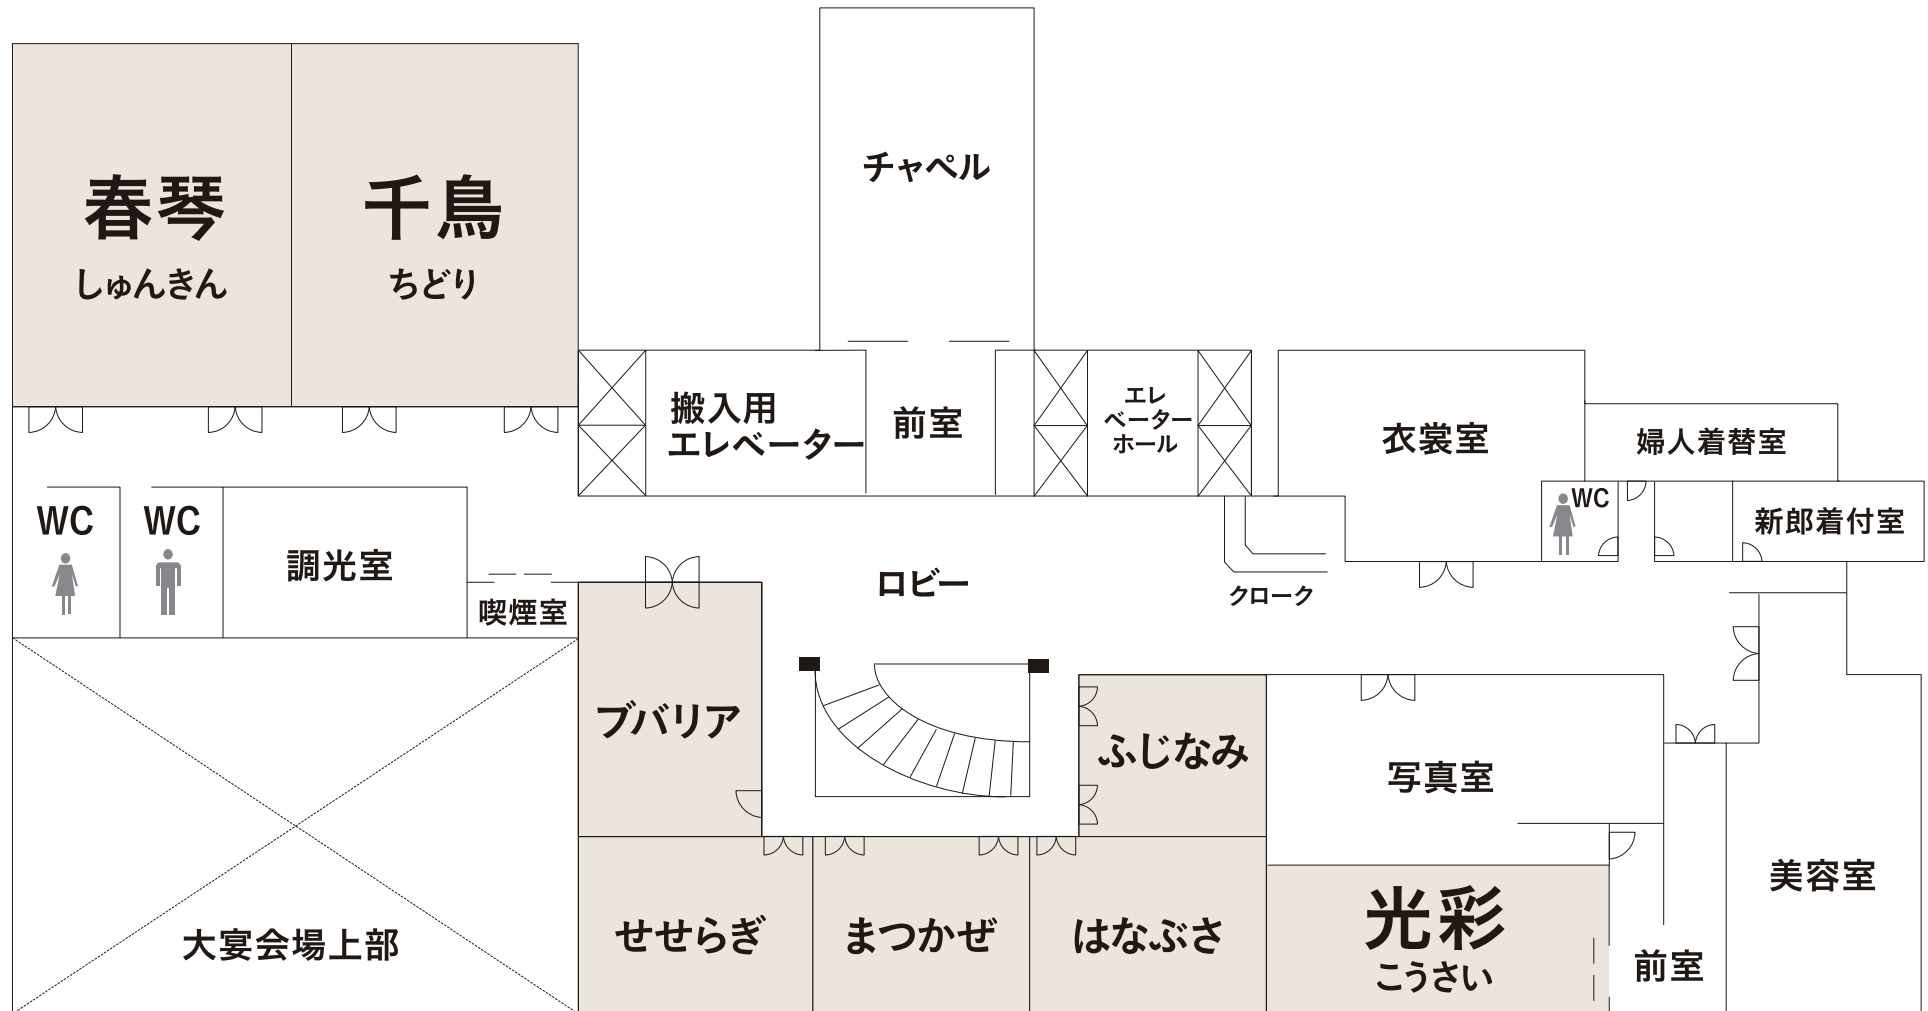 チャペル
春琴
しゅんきん
千鳥
ちどり
搬入用
エレベーター
前室
エレ
ベーター
ホール
衣裳室
婦人着替室
WC
新郎着付室
WC
WC
調光室
喫煙室
ロビー
クローク
ブバリア
ふじなみ
写真室
美容室
大宴会場上部
せせらぎ
まつかぜ
はなぶさ
光彩
こうさい
前室